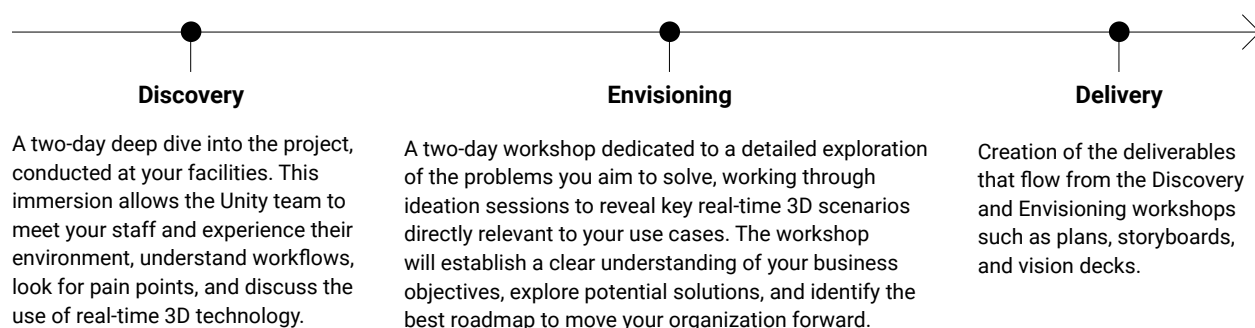 Discovery
A two-day deep dive into the project,
conducted at your facilities. This
immersion allows the Unity team to
meet your staff and experience their
environment, understand workflows,
look for pain points, and discuss the
use of real-time 3D technology.
Envisioning
A two-day workshop dedicated to a detailed exploration
of the problems you aim to solve, working through
ideation sessions to reveal key real-time 3D scenarios
directly relevant to your use cases. The workshop
will establish a clear understanding of your business
objectives, explore potential solutions, and identify the
best roadmap to move your organization forward.
Delivery
Creation of the deliverables
that flow from the Discovery
and Envisioning workshops
such as plans, storyboards,
and vision decks.